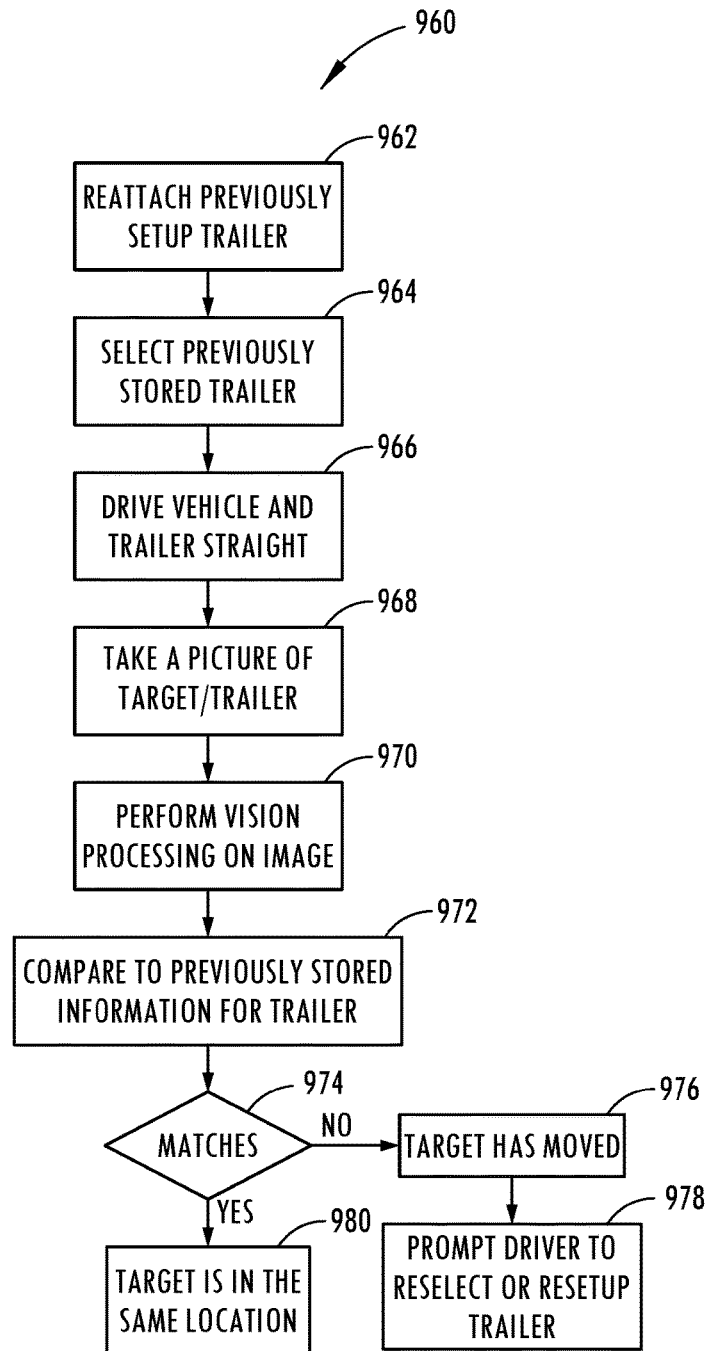 960
962
REATTACH PREVIOUSLY
SETUP TRAILER
964
SELECT PREVIOUSLY
STORED TRAILER
966
DRIVE VEHICLE AND
TRAILER STRAIGHT
968
TAKE A PICTURE OF
TARGET/TRAILER
970
PERFORM VISION
PROCESSING ON IMAGE
972
COMPARE TO PREVIOUSLY STORED
INFORMATION FOR TRAILER
974
MATCHES
NO
976
TARGET HAS MOVED
978
PROMPT DRIVER TO
RESELECT OR RESETUP
TRAILER
YES
980
TARGET IS IN THE
SAME LOCATION